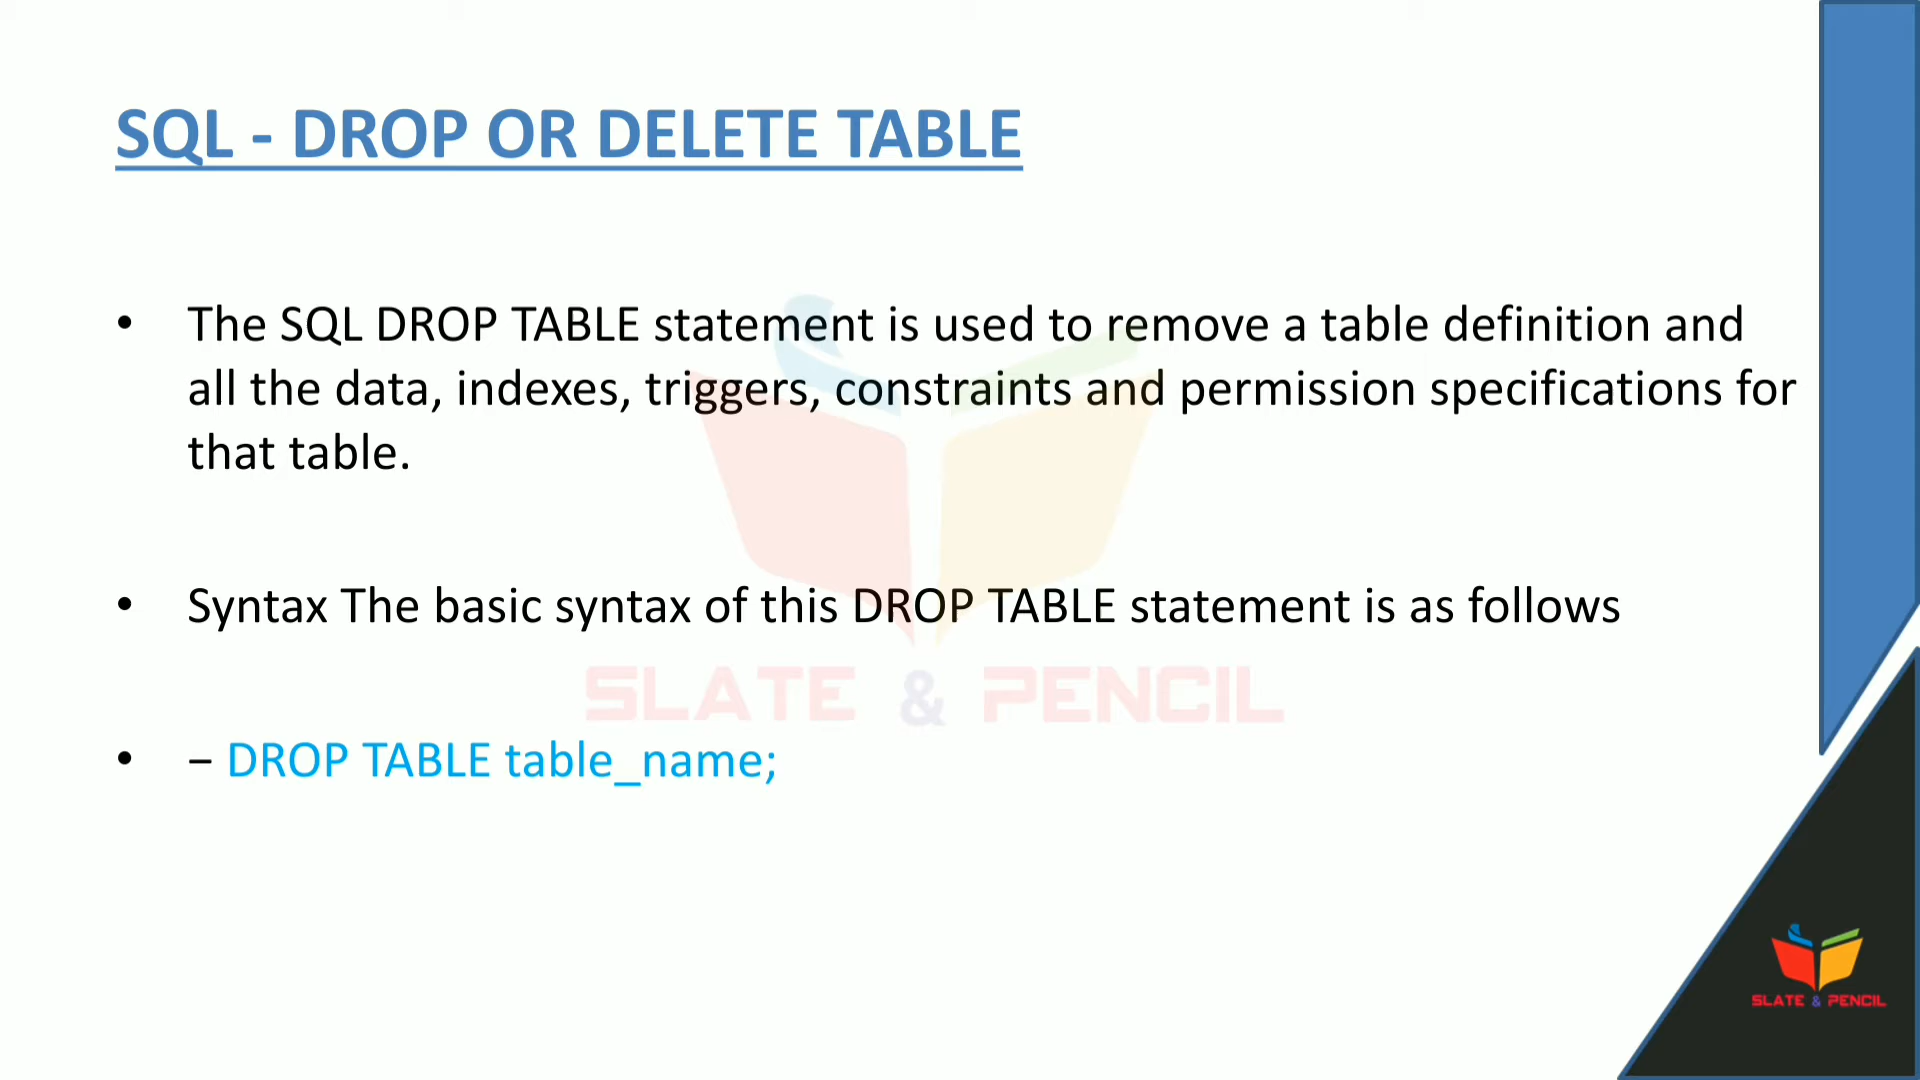 SQL - DROP OR DELETE TABLE
• The SQL DROP TABLE statement is used to remove a table definition and
all the data, indexes, triggers, constraints and permission specifications for
that table.
• Syntax The basic syntax of this DROP TABLE statement is as follows
SLATE & PENCIL
• – DROP TABLE table_name;
SLATE & PENCIL